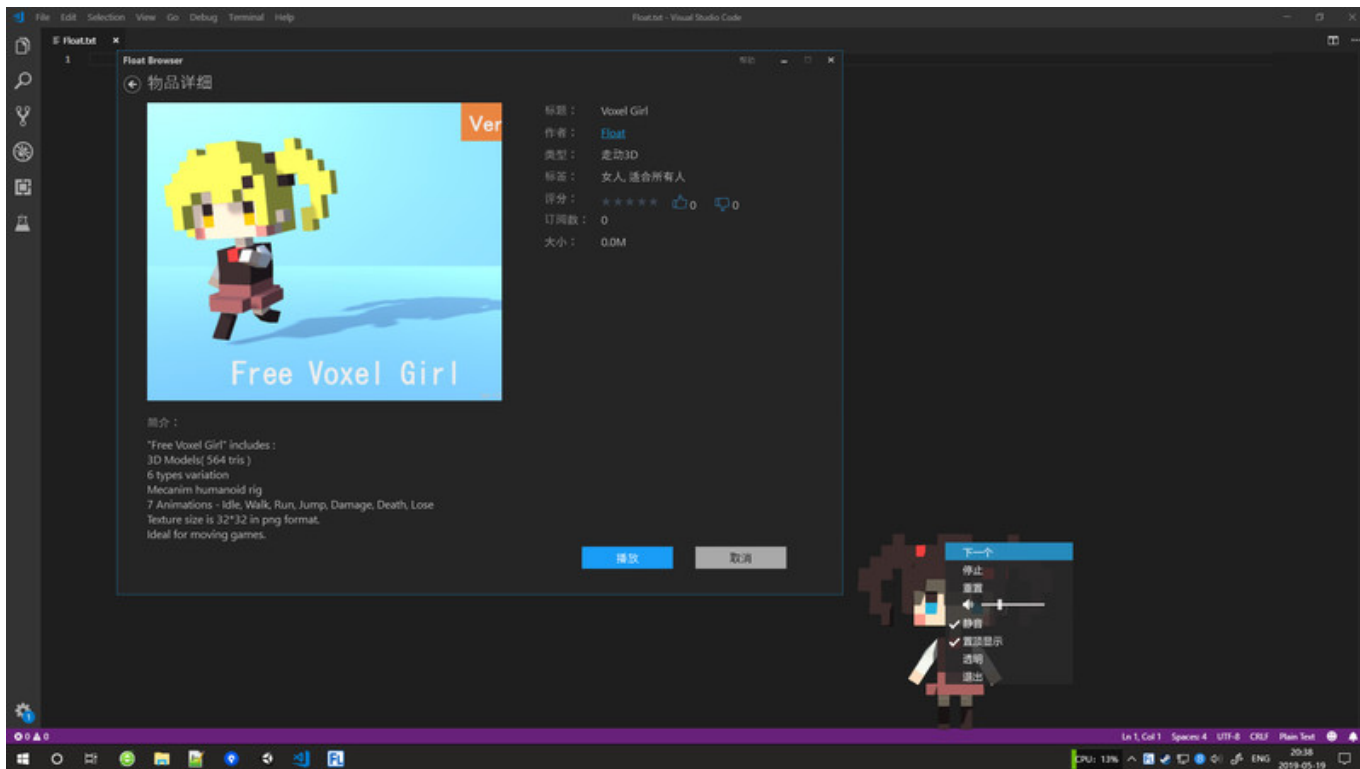 File Edit Selection View Go Debug Terminal Help
Float.txt - Visual Studio Code
Float.txt
1
Float Browser
帮助
物品详细
Ver
Free Voxel Girl
标题： Voxel Girl
作者： Float
类型： 走动3D
标签： 女人, 适合所有人
评分： 0 0
订阅数： 0
大小： 0.0M
简介：
"Free Voxel Girl" includes :
3D Models( 564 tris )
6 types variation
Mecanim humanoid rig
7 Animations - Idle, Walk, Run, Jump, Damage, Death, Lose
Texture size is 32*32 in png format.
Ideal for moving games.
播放 取消
下一个
停止
重置
静音
置顶显示
透明
退出
1
0 0
Ln 1, Col 1 Spaces: 4 UTF-8 CRLF Plain Text
FL
CPU: 13%
ENG
20:38
2019-05-19